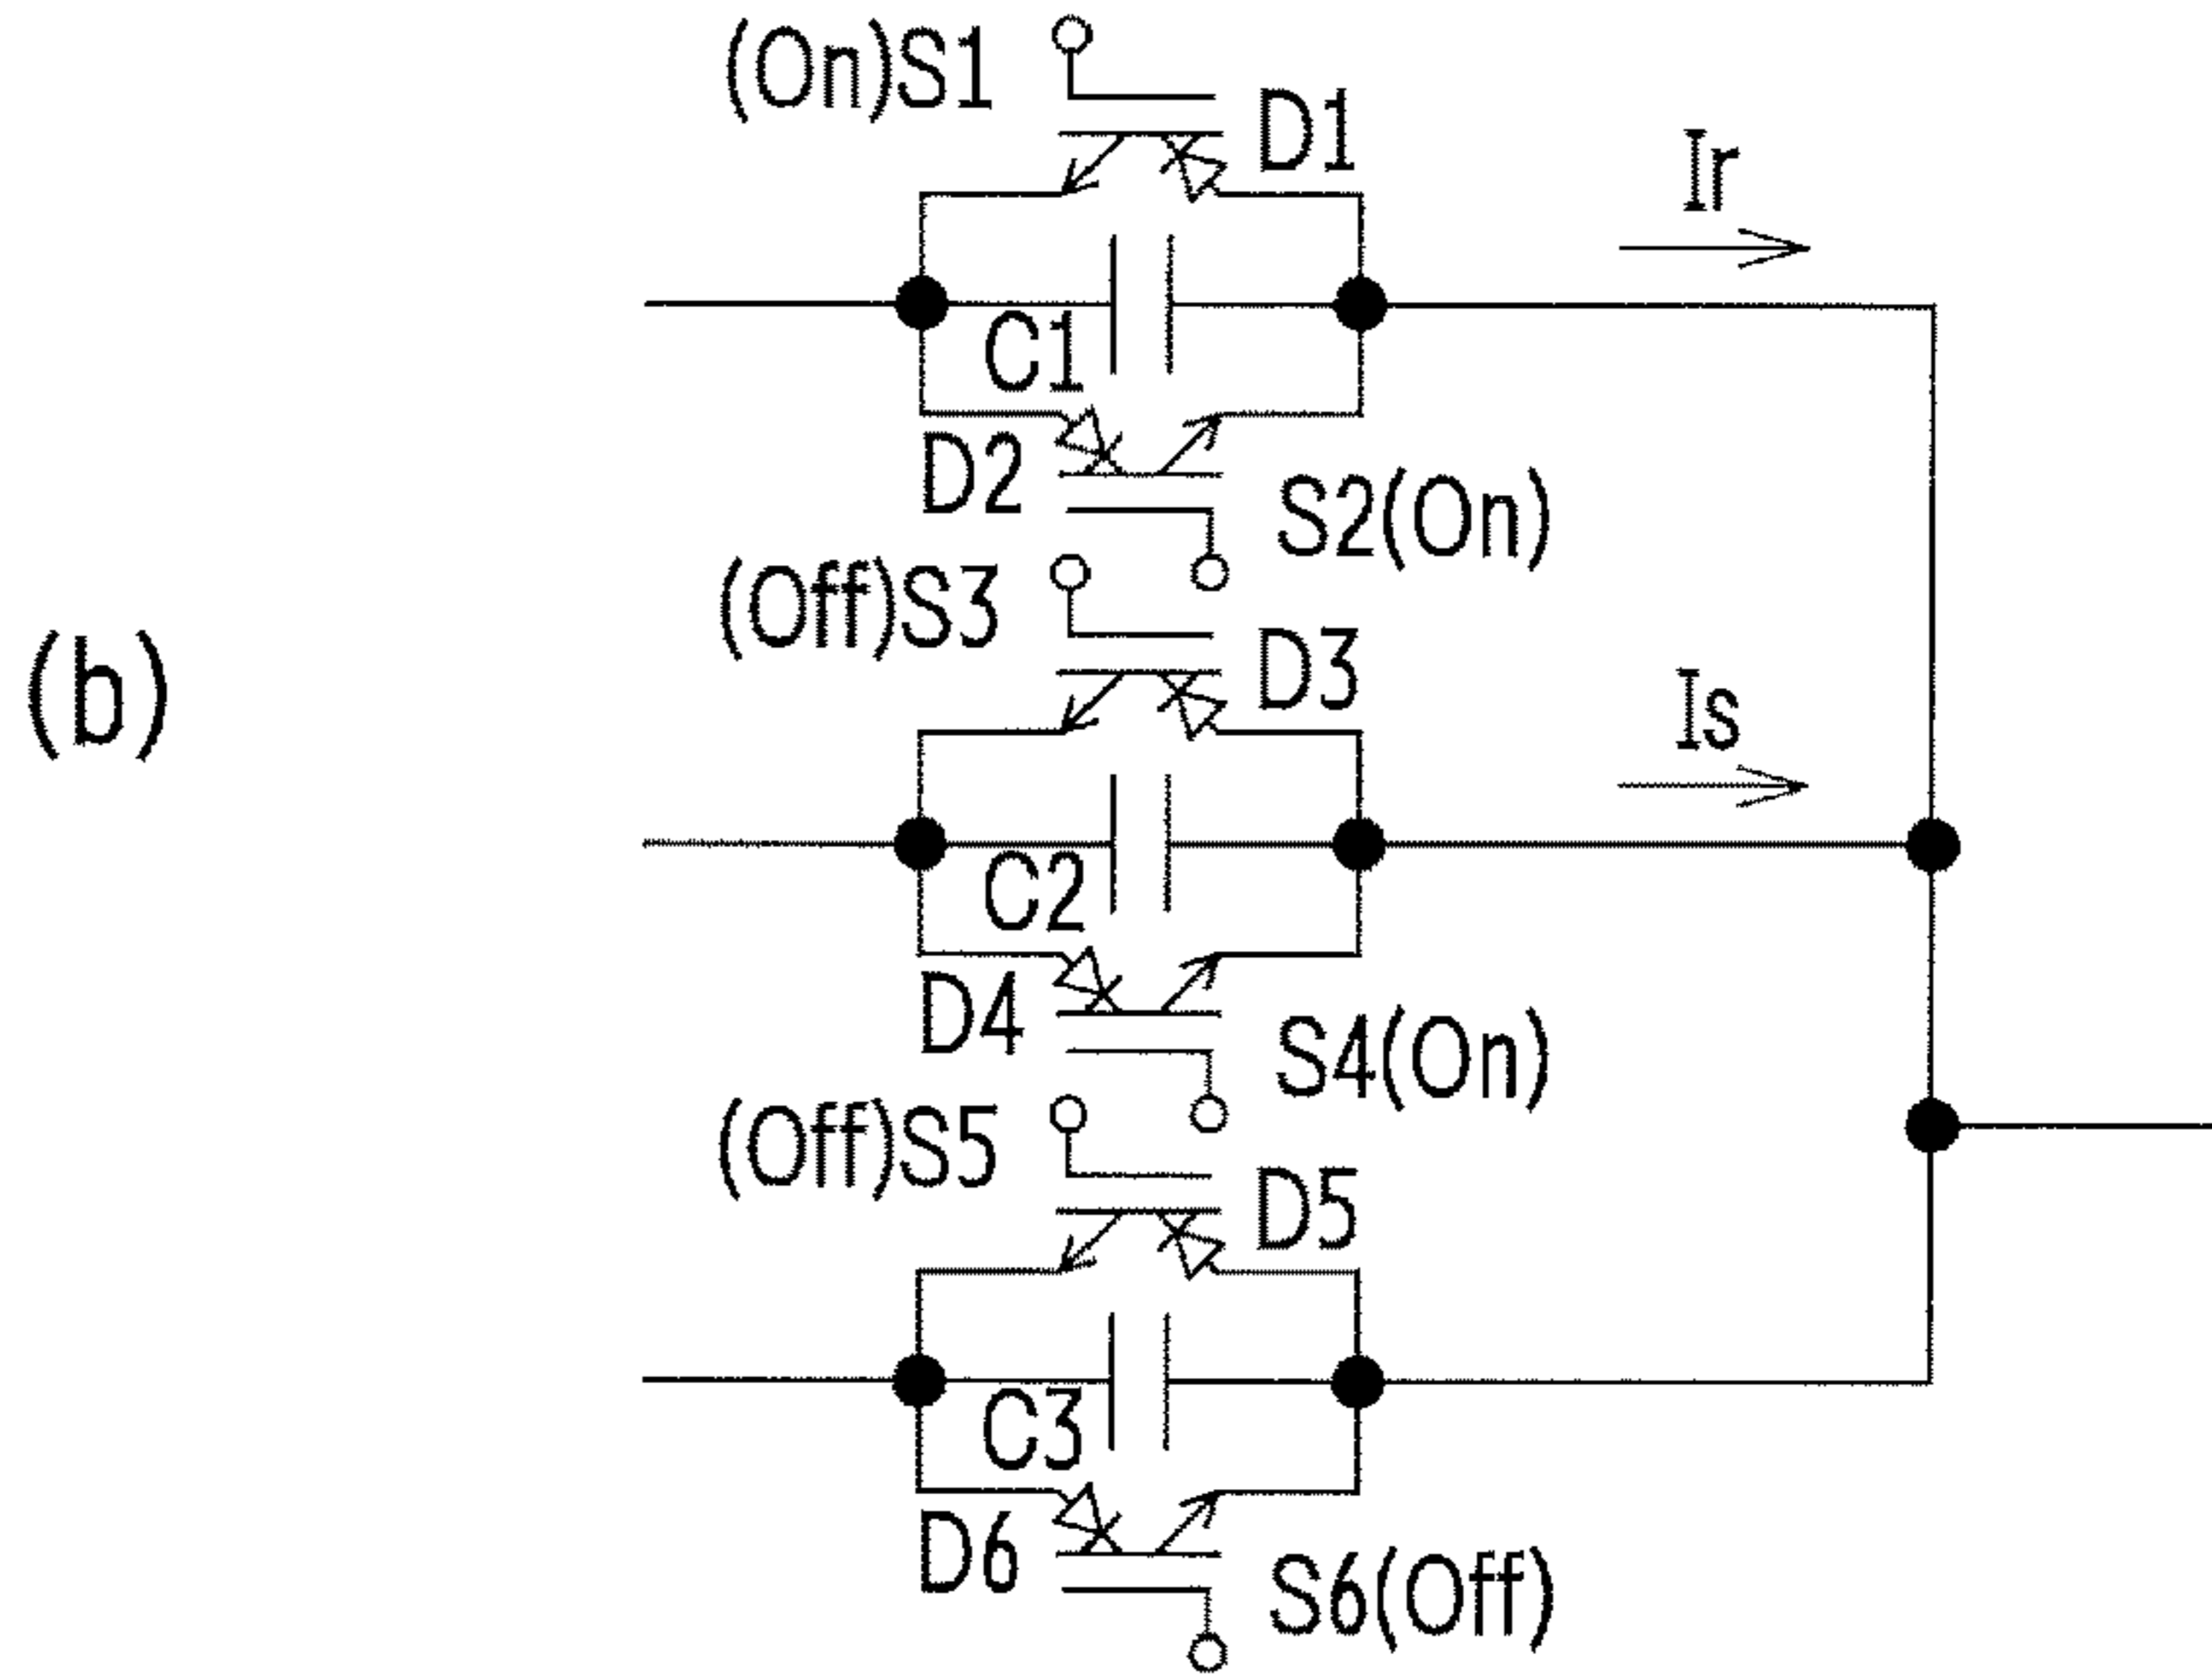 (On)S1
D1
Ir
C1
D2
S2(On)
(Off)S3
D3
(b)
Is
C2
D4
S4(On)
(Off)S5
D5
C3
D6
S6(Off)